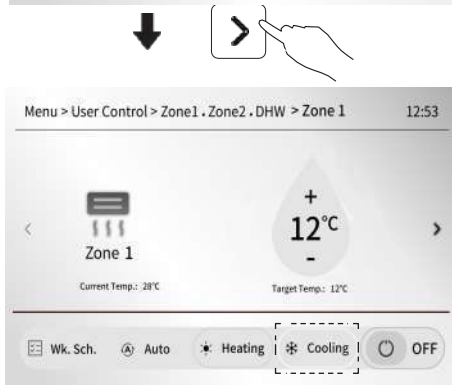 Menu > User Control > Zone1.Zone2.DHW > Zone 1 12:53
+
12°C
-
Zone 1
Current Temp.: 28°C Target Temp.: 12°C
Wk. Sch. Auto Heating Cooling OFF